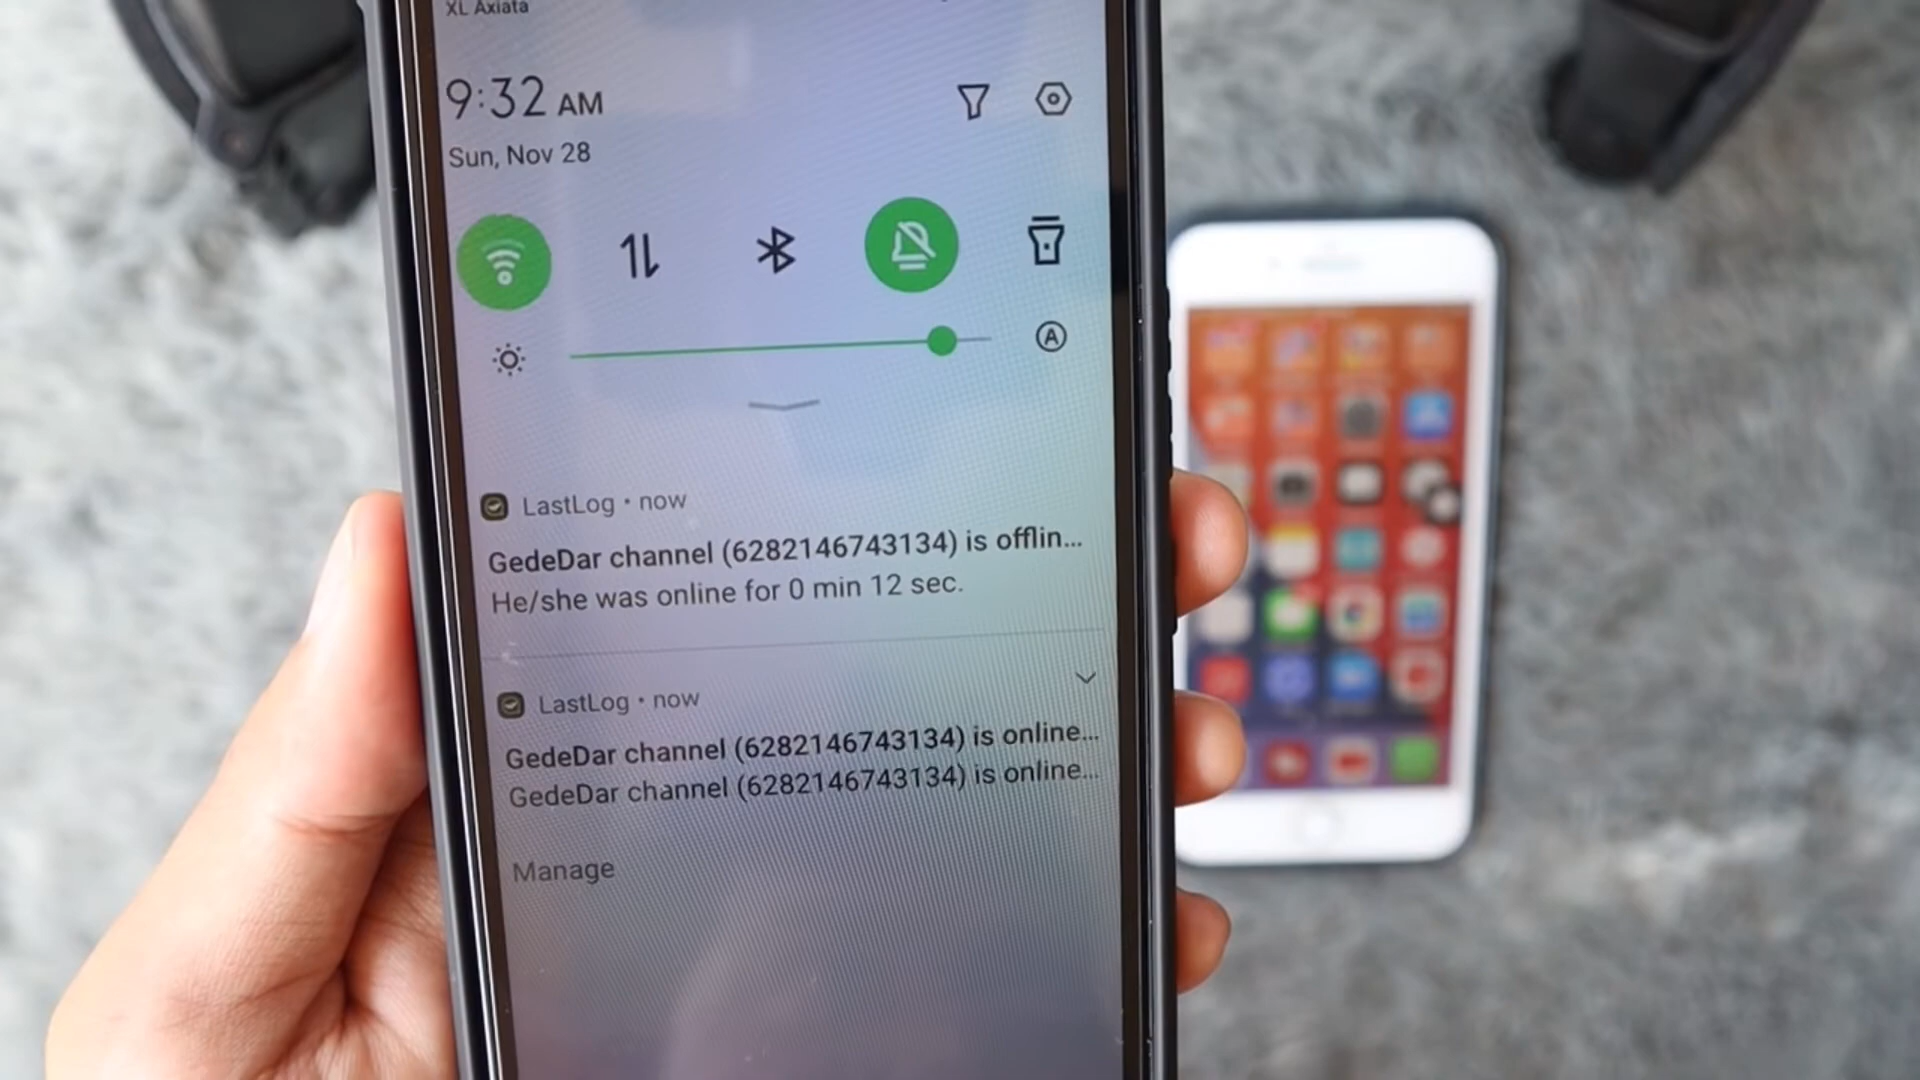 XL Axiata
9:32 AM
Sun, Nov 28
A
LastLog • now
GedeDar channel (6282146743134) is offlin...
He/she was online for 0 min 12 sec.
LastLog • now
GedeDar channel (6282146743134) is online...
GedeDar channel (6282146743134) is online...
Manage